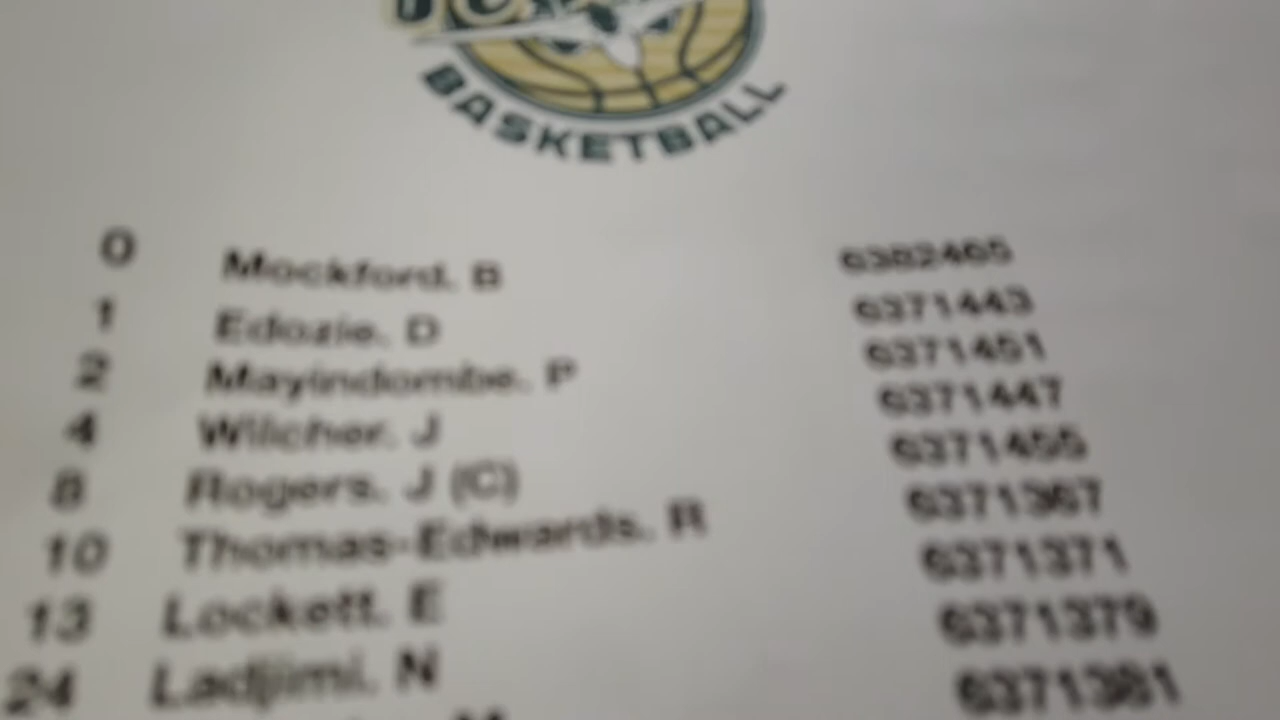 BASKETBALL
0 Mockford. B 6382465
1 Edozie. D 6371443
2 Mayindombe. P 6371451
4 Wilcher. J 6371447
8 Rogers. J (C) 6371455
10 Thomas-Edwards. R 6371367
13 Lockett. E 6371371
24 Ladjimi. N 6371379
6371381